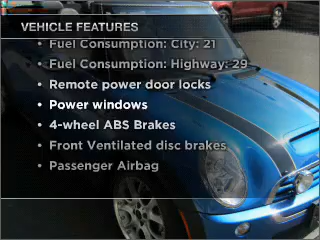 VEHICLE FEATURES
• Fuel Consumption: City: 21
• Fuel Consumption: Highway: 29
• Remote power door locks
• Power windows
• 4-wheel ABS Brakes
• Front Ventilated disc brakes
• Passenger Airbag